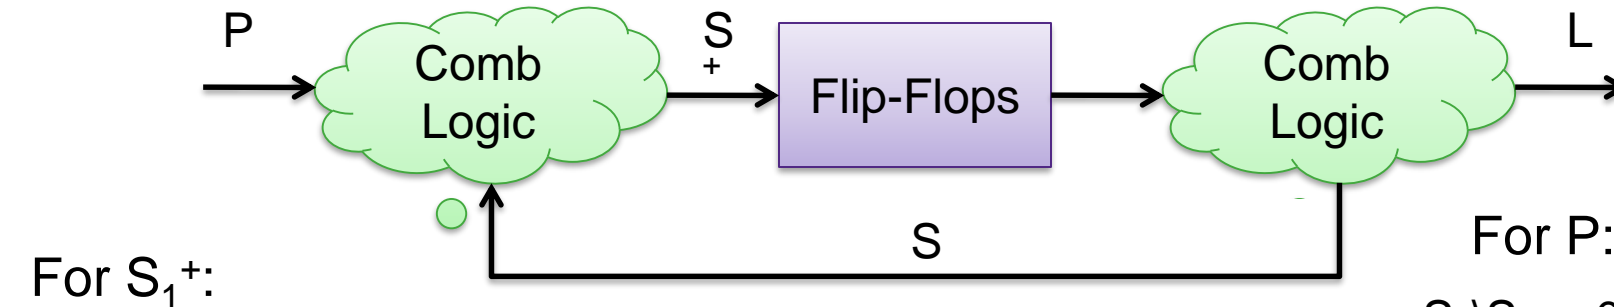 P
Comb
Logic
S
+
Flip-Flops
Comb
Logic
L
S
For P:
For S₁⁺: